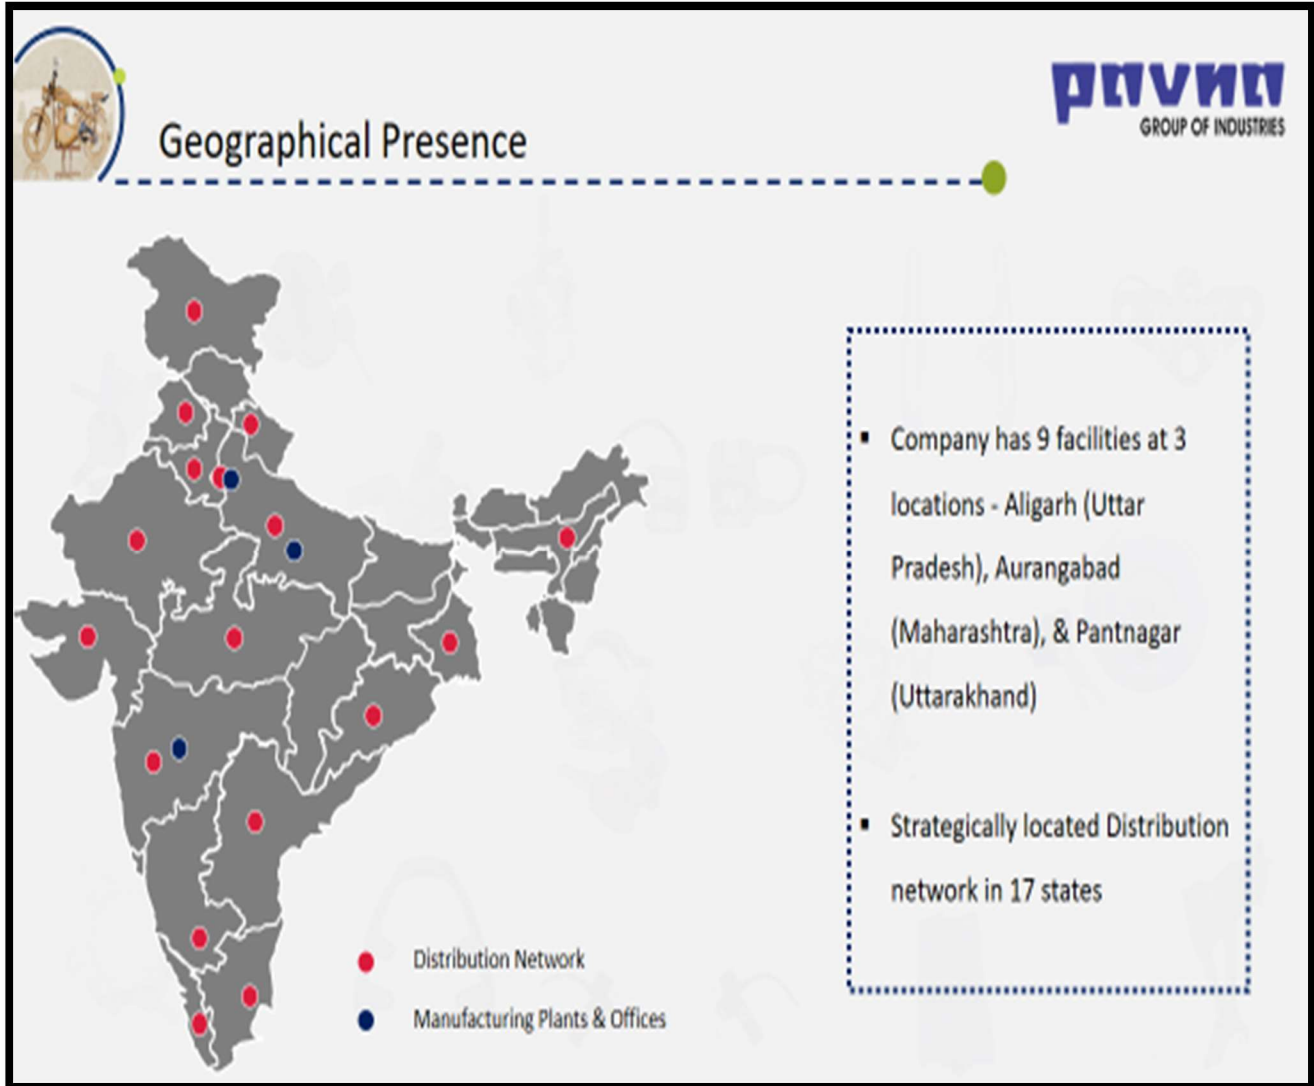 pavna
GROUP OF INDUSTRIES
Geographical Presence
▪ Company has 9 facilities at 3
locations - Aligarh (Uttar
Pradesh), Aurangabad
(Maharashtra), & Pantnagar
(Uttarakhand)
▪ Strategically located Distribution
network in 17 states
Distribution Network
Manufacturing Plants & Offices